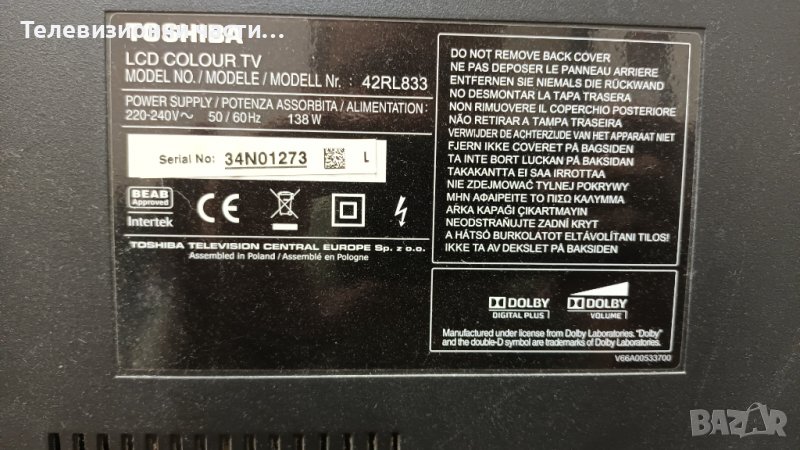 Телевизионни части
TOSHIBA
LCD COLOUR TV
MODEL NO. / MODELE / MODELL Nr. : 42RL833
POWER SUPPLY / POTENZA ASSORBITA / ALIMENTATION :
220-240V~ 50 / 60Hz 138 W
Serial No: 34N01273 L
BEAB
Approved
Intertek
CE
TOSHIBA TELEVISION CENTRAL EUROPE Sp. z o.o.
Assembled in Poland / Assemblé en Pologne
DO NOT REMOVE BACK COVER
NE PAS DEPOSER LE PANNEAU ARRIERE
ENTFERNEN SIE NIEMALS DIE RÜCKWAND
NO DESMONTAR LA TAPA TRASERA
NON RIMUOVERE IL COPERCHIO POSTERIORE
NÃO RETIRAR A TAMPA TRASEIRA
VERWIJDER DE ACHTERZIJDE VAN HET APPARAAT NIET
FJERN IKKE COVERET PÅ BAGSIDEN
TA INTE BORT LUCKAN PÅ BAKSIDAN
TAKAKANTTA EI SAA IRROTTAA
NIE ZDEJMOWAĆ TYLNEJ POKRYWY
ΜΗΝ ΑΦΑΙΡΕΙΤΕ ΤΟ ΠΙΣΩ ΚΑΛΥΜΜΑ
ARKA KAPAĞI ÇIKARTMAYIN
NEODSTRAŇUJTE ZADNÍ KRYT
A HÁTSÓ BURKOLATOT ELTÁVOLÍTANI TILOS!
IKKE TA AV DEKSLET PÅ BAKSIDEN
DOLBY DOLBY
DIGITAL PLUS VOLUME
Manufactured under license from Dolby Laboratories. "Dolby"
and the double-D symbol are trademarks of Dolby Laboratories.
V66A00533700
BAZAR